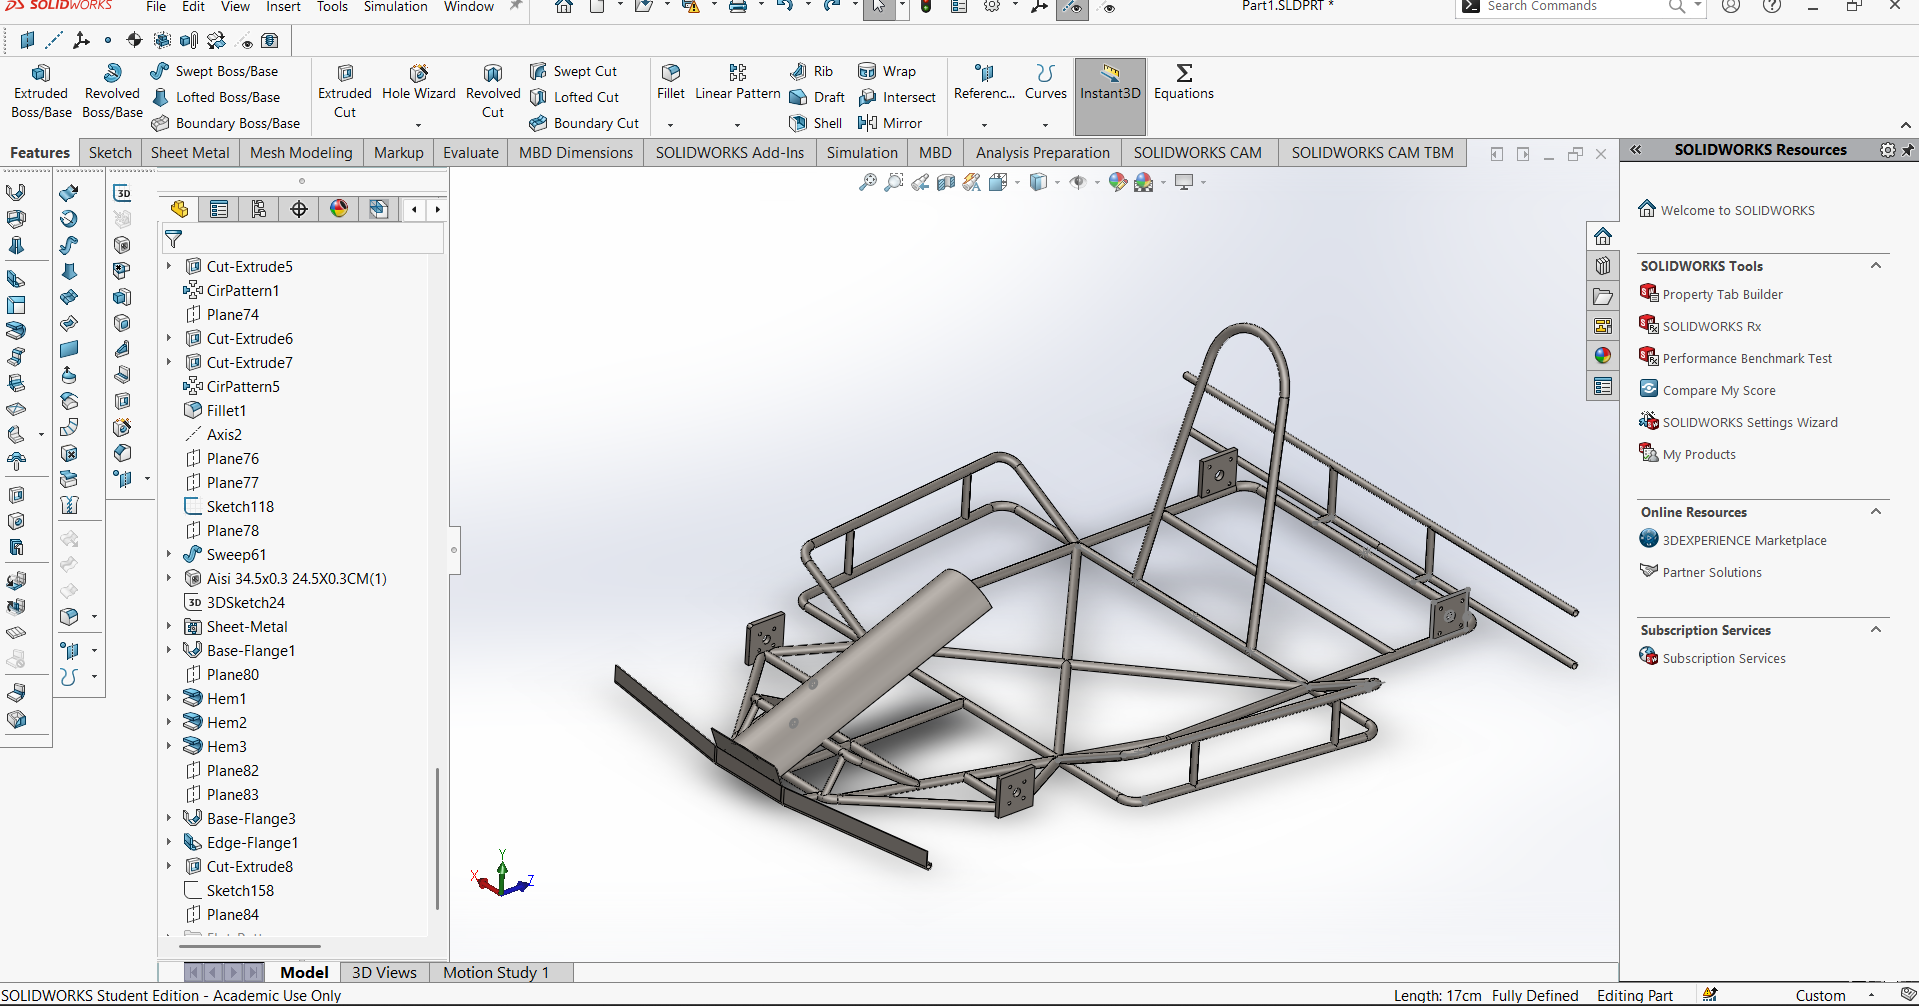 SOLIDWORKS File Edit View Insert Tools Simulation Window Part1.SLDPRT * Search Commands
Extruded Boss/Base
Revolved Boss/Base
Swept Boss/Base
Lofted Boss/Base
Boundary Boss/Base
Extruded Cut
Hole Wizard
Revolved Cut
Swept Cut
Lofted Cut
Boundary Cut
Fillet
Linear Pattern
Rib
Draft
Shell
Wrap
Intersect
Mirror
Referenc...
Curves
Instant3D
Equations
Features Sketch Sheet Metal Mesh Modeling Markup Evaluate MBD Dimensions SOLIDWORKS Add-Ins Simulation MBD Analysis Preparation SOLIDWORKS CAM SOLIDWORKS CAM TBM
3D
Cut-Extrude5
CirPattern1
Plane74
Cut-Extrude6
Cut-Extrude7
CirPattern5
Fillet1
Axis2
Plane76
Plane77
Sketch118
Plane78
Sweep61
Aisi 34.5x0.3 24.5X0.3CM(1)
3D 3DSketch24
Sheet-Metal
Base-Flange1
Plane80
Hem1
Hem2
Hem3
Plane82
Plane83
Base-Flange3
Edge-Flange1
Cut-Extrude8
Sketch158
Plane84
Y
X
Z
SOLIDWORKS Resources
Welcome to SOLIDWORKS
SOLIDWORKS Tools
Property Tab Builder
SOLIDWORKS Rx
Performance Benchmark Test
Compare My Score
SOLIDWORKS Settings Wizard
My Products
Online Resources
3DEXPERIENCE Marketplace
Partner Solutions
Subscription Services
Subscription Services
Model 3D Views Motion Study 1
SOLIDWORKS Student Edition - Academic Use Only Length: 17cm Fully Defined Editing Part Custom